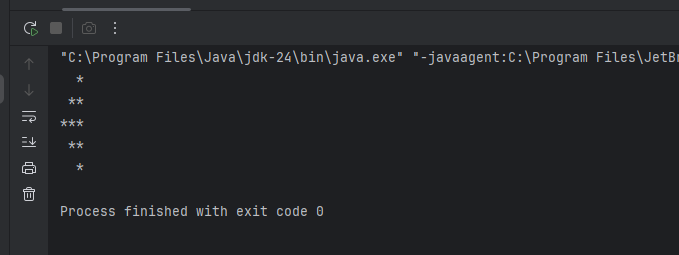 "C:\Program Files\Java\jdk-24\bin\java.exe" "-javaagent:C:\Program Files\JetBr
  *
 **
***
 **
  *
Process finished with exit code 0